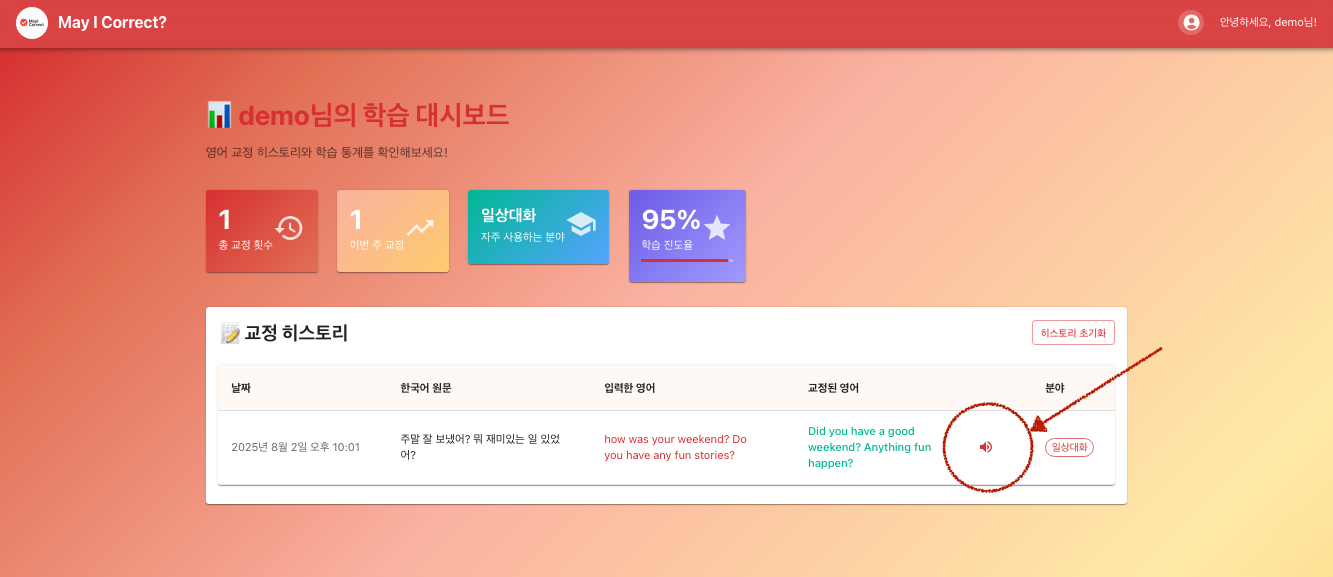 May I Correct
May I Correct?
안녕하세요, demo님!
demo님의 학습 대시보드
영어 교정 히스토리와 학습 통계를 확인해보세요!
1
총 교정 횟수
1
이번 주 교정
일상대화
자주 사용하는 분야
95%
학습 진도율
교정 히스토리
히스토리 초기화
날짜
한국어 원문
입력한 영어
교정된 영어
분야
2025년 8월 2일 오후 10:01
주말 잘 보냈어? 뭐 재미있는 일 있었
어?
how was your weekend? Do
you have any fun stories?
Did you have a good
weekend? Anything fun
happen?
일상대화